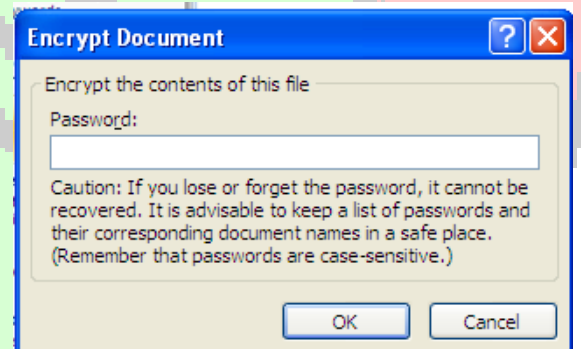 Encrypt Document
Encrypt the contents of this file
Password:
Caution: If you lose or forget the password, it cannot be
recovered. It is advisable to keep a list of passwords and
their corresponding document names in a safe place.
(Remember that passwords are case-sensitive.)
OK Cancel